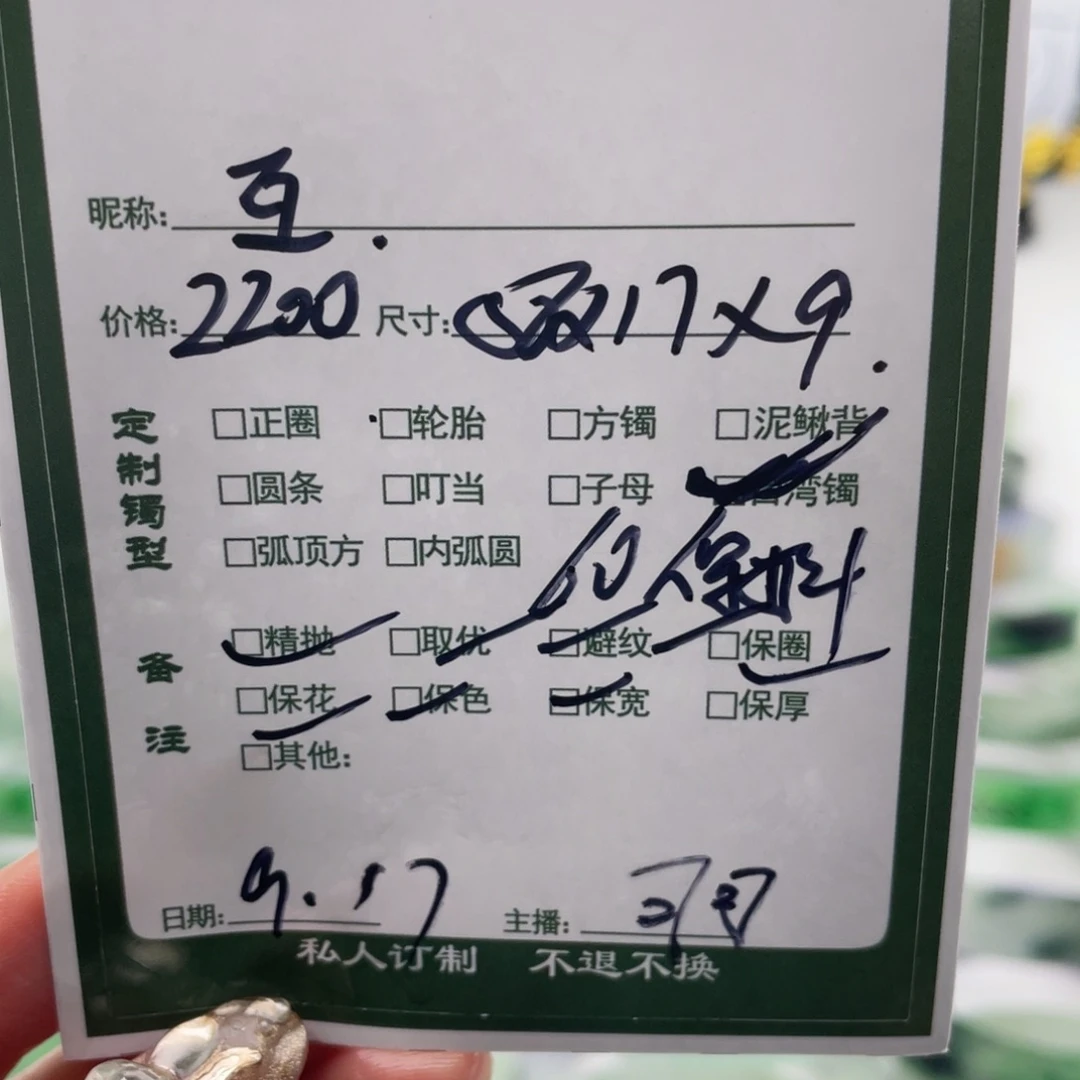 昵称: 互.
价格: 2200 尺寸: 17×9.
定制镯型
□正圈 □轮胎 □方镯 □泥鳅背
□圆条 □叮当 □子母 □台湾镯
□弧顶方 □内弧圆
备注
□精抛 □取优 □避纹 □保圈
□保花 □保色 □保宽 □保厚
□其他:
日期: 9.17 主播:
私人订制 不退不换